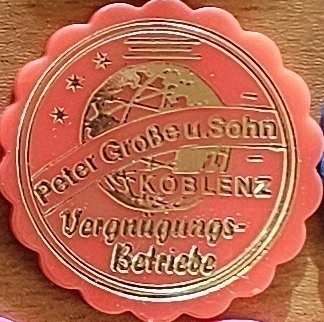 Peter Große u. Sohn
KOBLENZ
Vergnügungs-
Betriebe